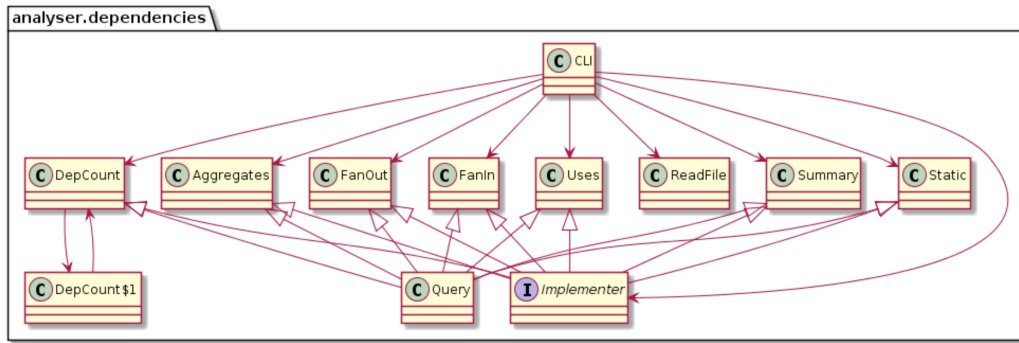 analyser.dependencies
C CLI
C DepCount
C Aggregates
C FanOut
C FanIn
C Uses
C ReadFile
C Summary
C Static
C DepCount$1
C Query
I Implementer